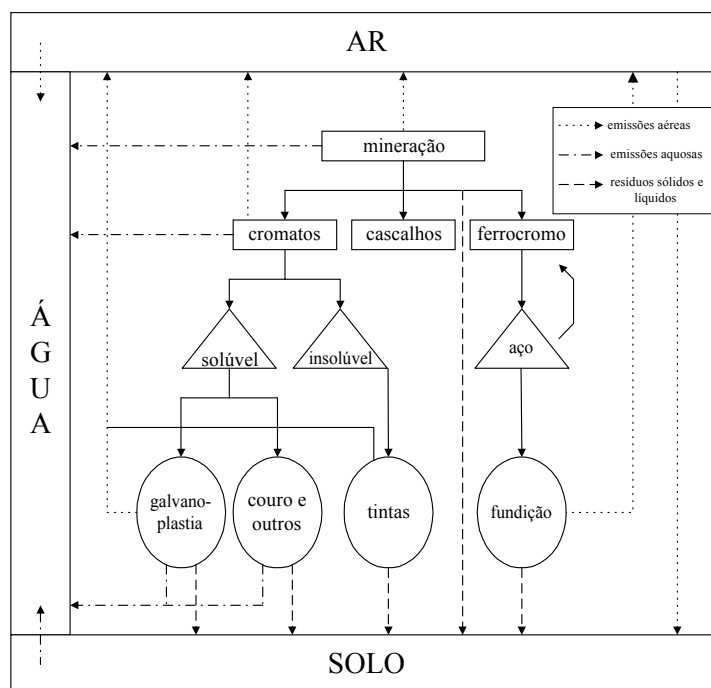 AR
emissões aéreas
emissões aquosas
resíduos sólidos e
líquidos
mineração
cromatos
cascalhos
ferrocromo
Á
G
U
A
solúvel
insolúvel
aço
galvano-
plastia
couro e
outros
tintas
fundição
SOLO